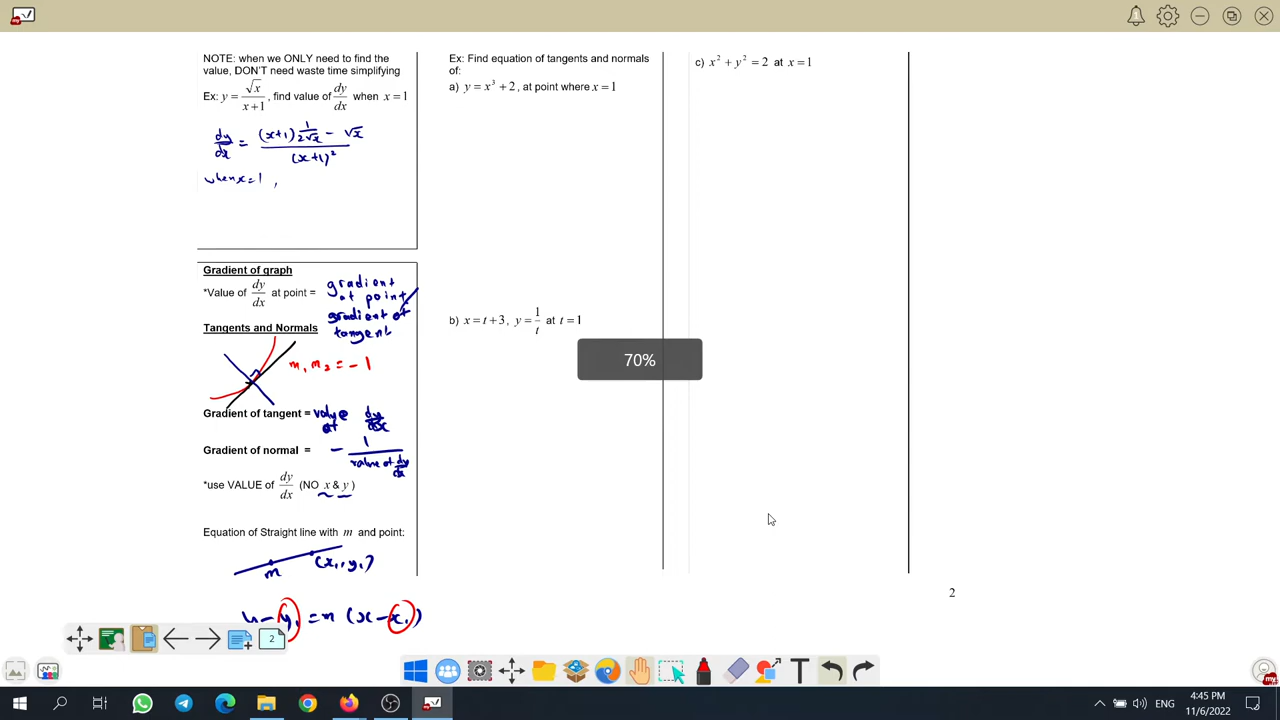 NOTE: when we ONLY need to find the
value, DON'T need waste time simplifying
Ex: y = √x / (x+1), find value of dy/dx when x = 1
dy/dx = ((x+1) 1/(2√x) − √x) / (x+1)²
when x = 1 ,
Gradient of graph
*Value of dy/dx at point = gradient at point,
gradient of tangent
Tangents and Normals
m₁ m₂ = −1
Gradient of tangent = value of dy/dx
Gradient of normal = − 1 / (value of dy/dx)
*use VALUE of dy/dx (NO x & y )
Equation of Straight line with m and point:
m
(x₁, y₁)
y − y₁ = m (x − x₁)
Ex: Find equation of tangents and normals
of:
a) y = x³ + 2, at point where x = 1
b) x = t + 3, y = 1/t at t = 1
c) x² + y² = 2 at x = 1
70%
2
2
T
ENG
4:45 PM
11/6/2022